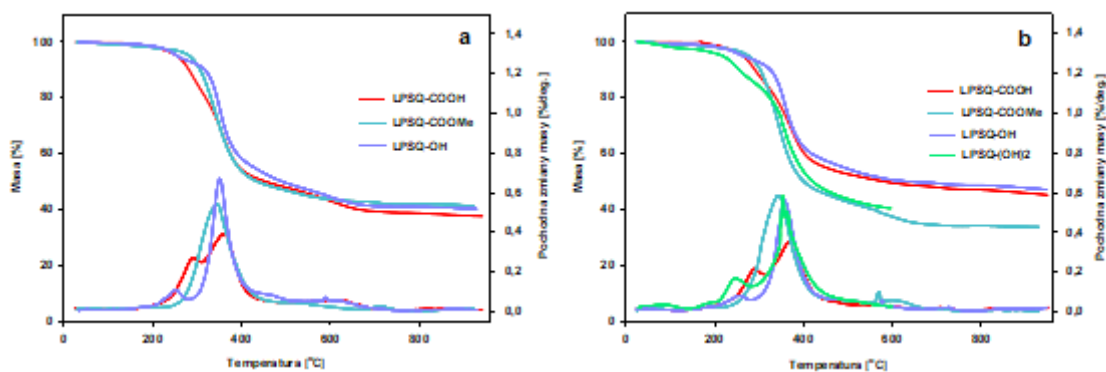 a
100
80
60
40
20
0
Masa [%]
1,4
1,2
1,0
0,8
0,6
0,4
0,2
0,0
Pochodna zmiany masy [%/deg.]
LPSQ-COOH
LPSQ-COOMe
LPSQ-OH
0 200 400 600 800
Temperatura [°C]
b
100
80
60
40
20
0
Masa [%]
1,4
1,2
1,0
0,8
0,6
0,4
0,2
0,0
Pochodna zmiany masy [%/deg.]
LPSQ-COOH
LPSQ-COOMe
LPSQ-OH
LPSQ-(OH)2
0 200 400 600 800
Temperatura [°C]